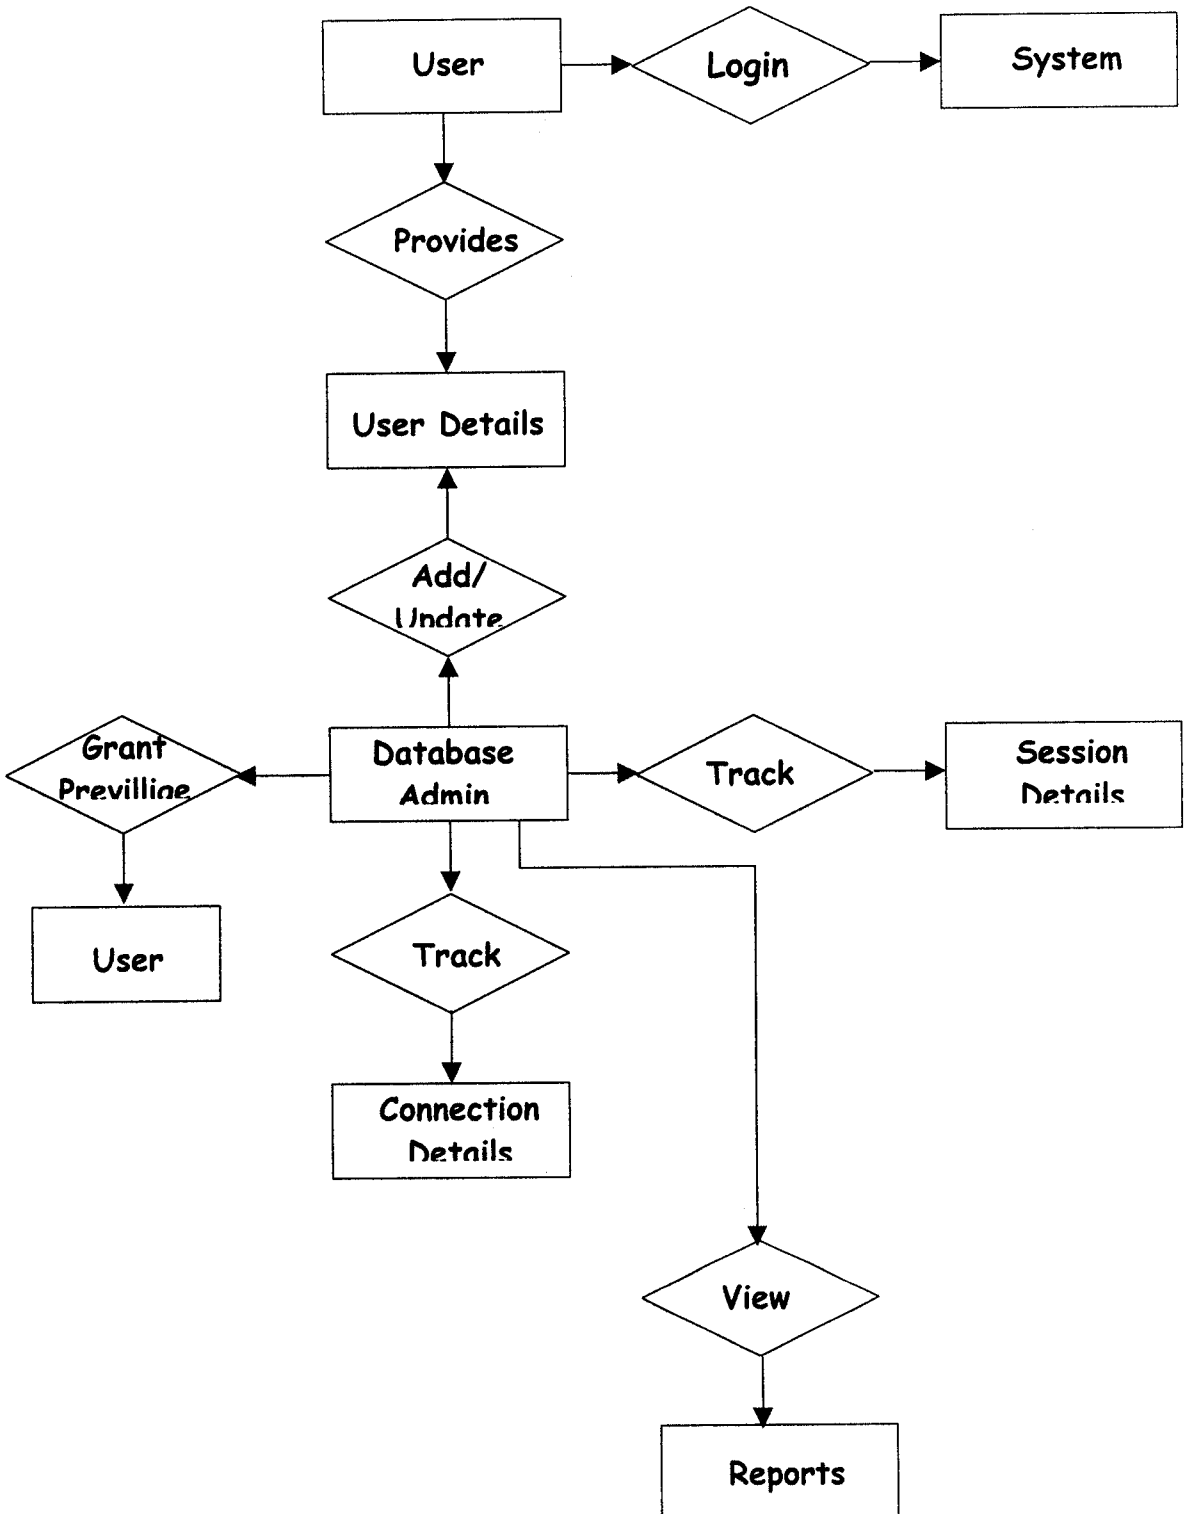 User
Login
System
Provides
User Details
Add/
Update
Grant
Previllige
Database
Admin
Track
Session
Details
User
Track
Connection
Details
View
Reports